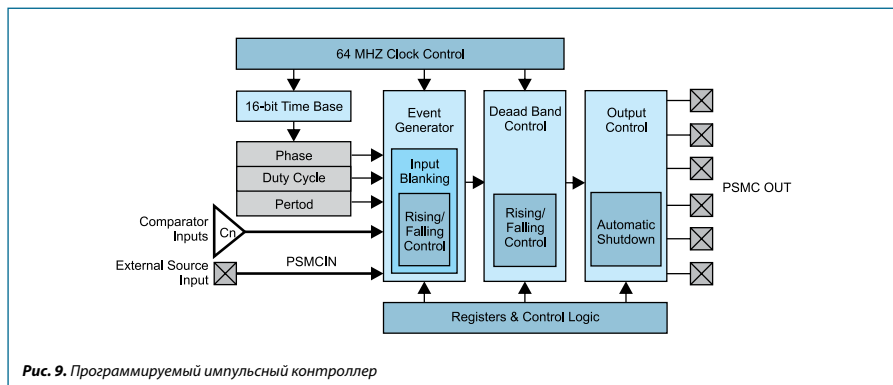 64 MHZ Clock Control
16-bit Time Base
Event
Generator
Deaad Band
Control
Output
Control
Phase
Duty Cycle
Pertod
Input
Blanking
Rising/
Falling
Control
Rising/
Falling
Control
Automatic
Shutdown
PSMC OUT
Comparator
Inputs
Cn
External Source
Input
PSMCIN
Registers & Control Logic
Рис. 9. Программируемый импульсный контроллер